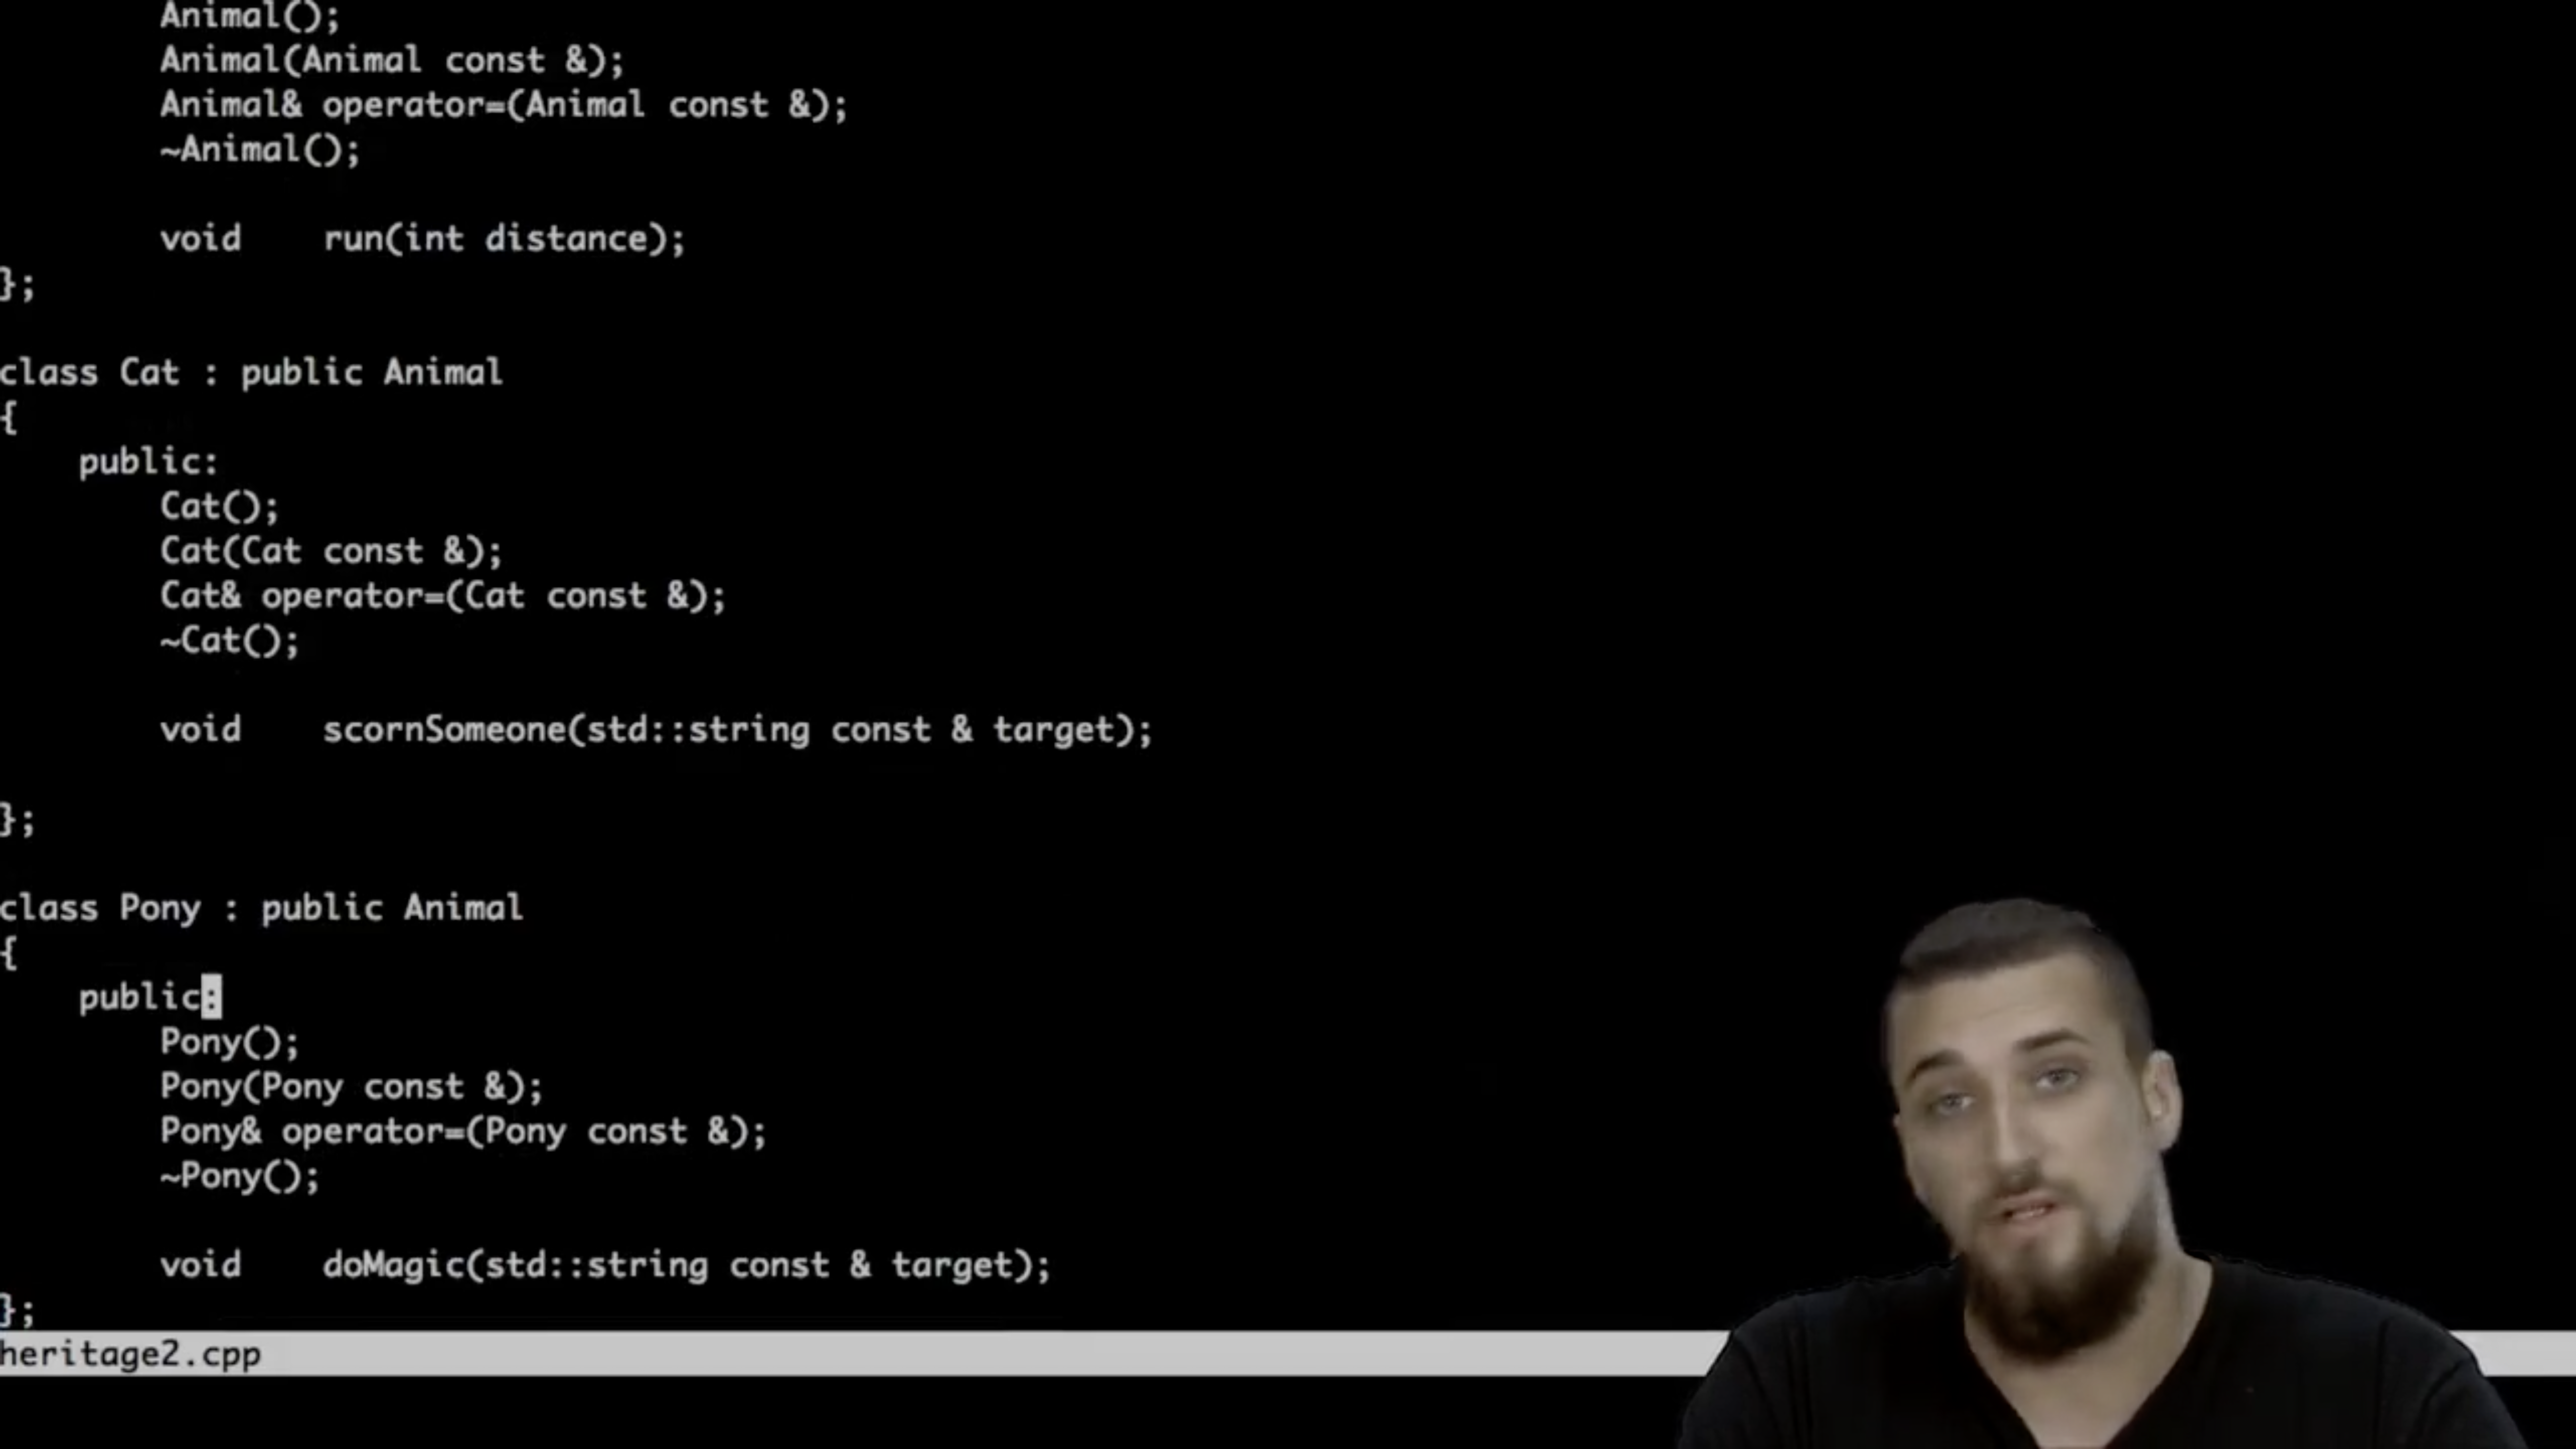 Animal();
Animal(Animal const &);
Animal& operator=(Animal const &);
~Animal();
void    run(int distance);
};
class Cat : public Animal
{
public:
Cat();
Cat(Cat const &);
Cat& operator=(Cat const &);
~Cat();
void    scornSomeone(std::string const & target);
};
class Pony : public Animal
{
public:
Pony();
Pony(Pony const &);
Pony& operator=(Pony const &);
~Pony();
void    doMagic(std::string const & target);
};
heritage2.cpp